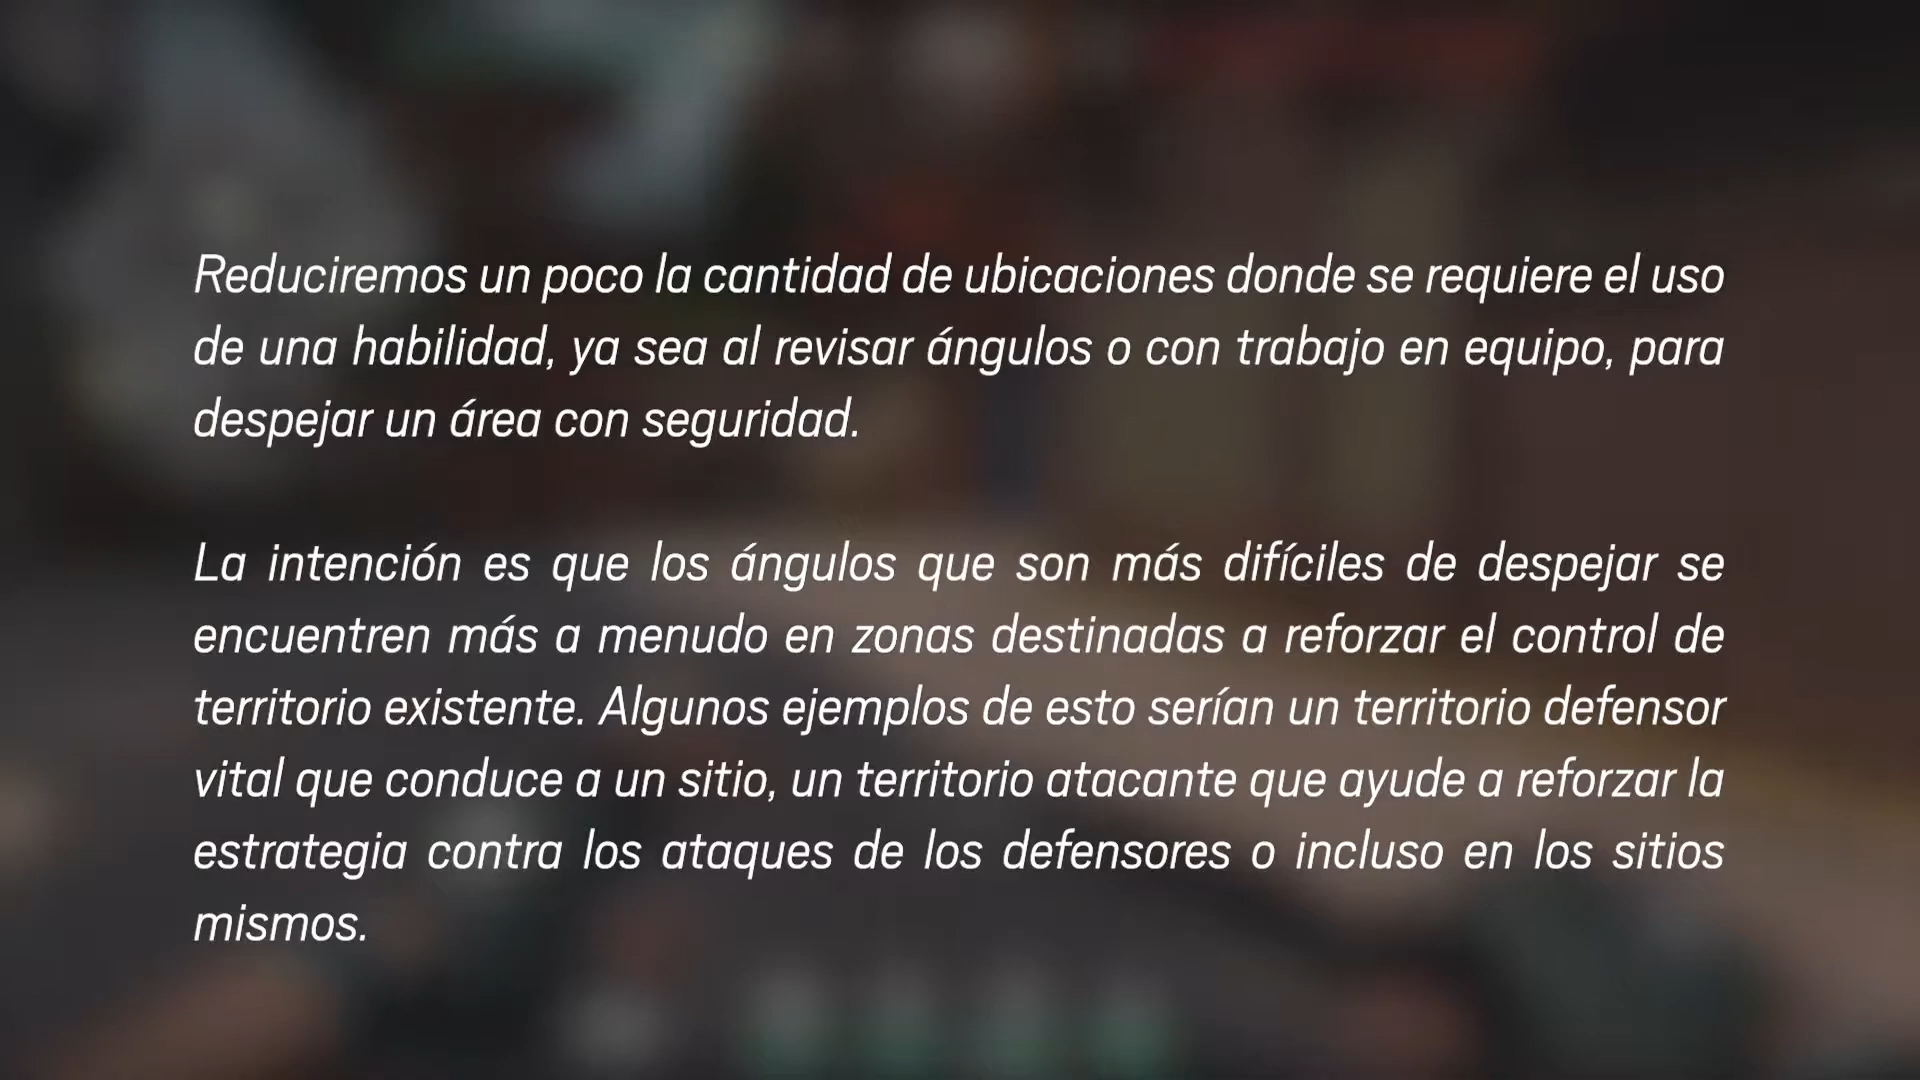 Reduciremos un poco la cantidad de ubicaciones donde se requiere el uso
de una habilidad, ya sea al revisar ángulos o con trabajo en equipo, para
despejar un área con seguridad.
La intención es que los ángulos que son más difíciles de despejar se
encuentren más a menudo en zonas destinadas a reforzar el control de
territorio existente. Algunos ejemplos de esto serían un territorio defensor
vital que conduce a un sitio, un territorio atacante que ayude a reforzar la
estrategia contra los ataques de los defensores o incluso en los sitios
mismos.